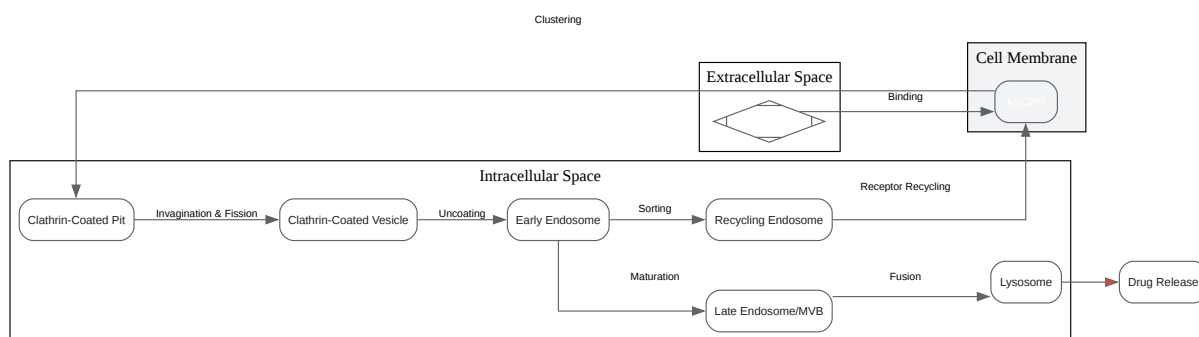 Clustering
Cell Membrane
Extracellular Space
ASGPR
Binding
Intracellular Space
Receptor Recycling
Clathrin-Coated Pit
Invagination & Fission
Clathrin-Coated Vesicle
Uncoating
Early Endosome
Sorting
Recycling Endosome
Maturation
Fusion
Lysosome
Drug Release
Late Endosome/MVB